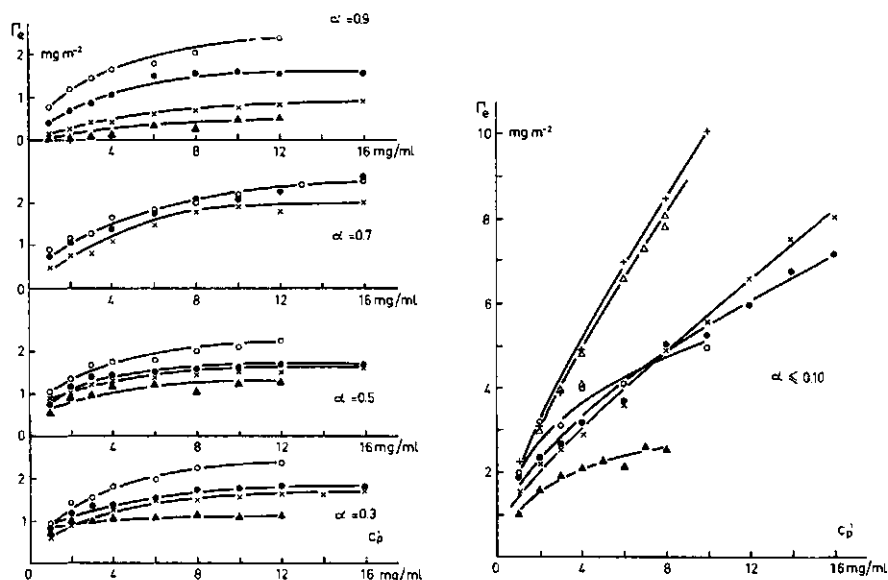 Γe
α = 0.9
mg m⁻²
2
1
0
4
8
12
16 mg/ml
2
1
0
α = 0.7
4
8
12
16 mg/ml
2
1
0
α = 0.5
4
8
12
16 mg/ml
2
1
α = 0.3
cp'
4
8
12
16 mg/ml
Γe
mg m⁻²
10
8
6
4
2
α ⩽ 0.10
cp'
0
4
8
12
16
mg/ml